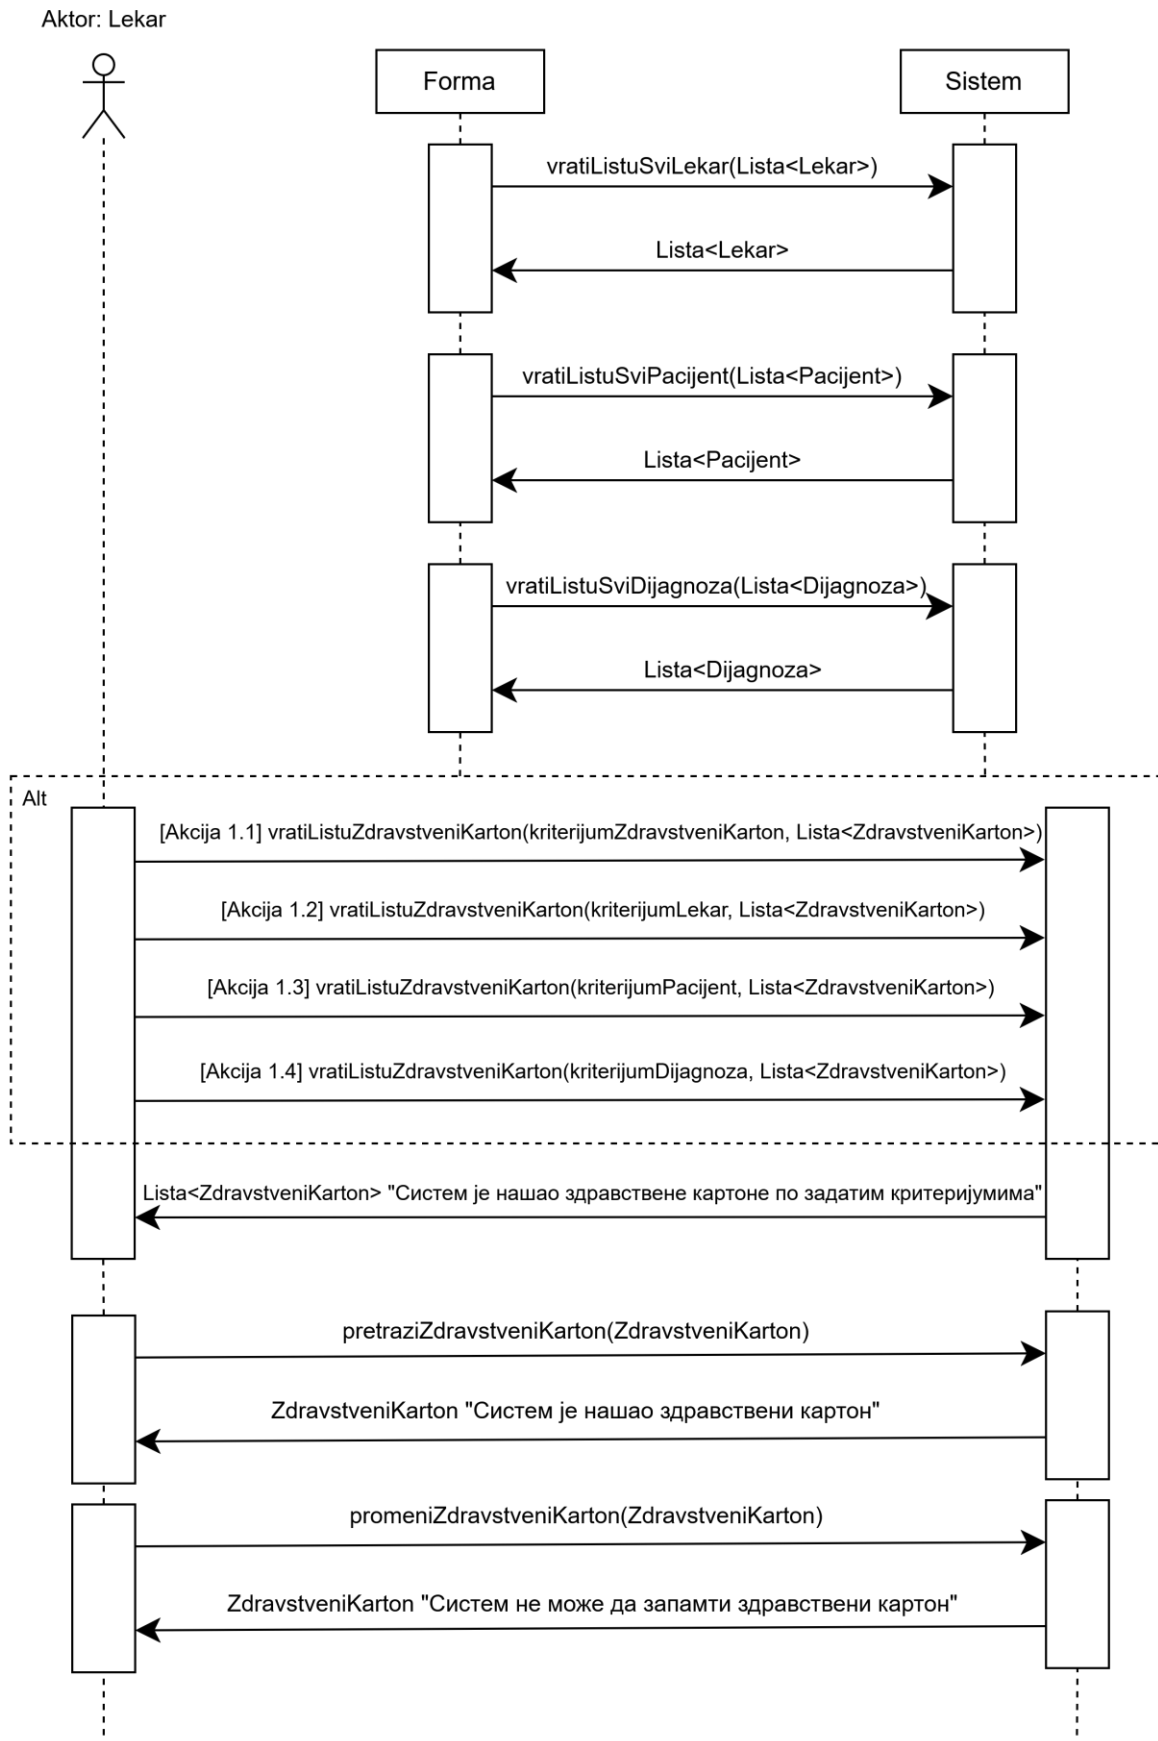 Aktor: Lekar
Forma
Sistem
vratiListuSviLekar(Lista<Lekar>)
Lista<Lekar>
vratiListuSviPacijent(Lista<Pacijent>)
Lista<Pacijent>
vratiListuSviDijagnoza(Lista<Dijagnoza>)
Lista<Dijagnoza>
Alt
[Akcija 1.1] vratiListuZdravstveniKarton(kriterijumZdravstveniKarton, Lista<ZdravstveniKarton>)
[Akcija 1.2] vratiListuZdravstveniKarton(kriterijumLekar, Lista<ZdravstveniKarton>)
[Akcija 1.3] vratiListuZdravstveniKarton(kriterijumPacijent, Lista<ZdravstveniKarton>)
[Akcija 1.4] vratiListuZdravstveniKarton(kriterijumDijagnoza, Lista<ZdravstveniKarton>)
Lista<ZdravstveniKarton> "Систем је нашао здравствене картоне по задатим критеријумима"
pretraziZdravstveniKarton(ZdravstveniKarton)
ZdravstveniKarton "Систем је нашао здравствени картон"
promeniZdravstveniKarton(ZdravstveniKarton)
ZdravstveniKarton "Систем не може да запамти здравствени картон"